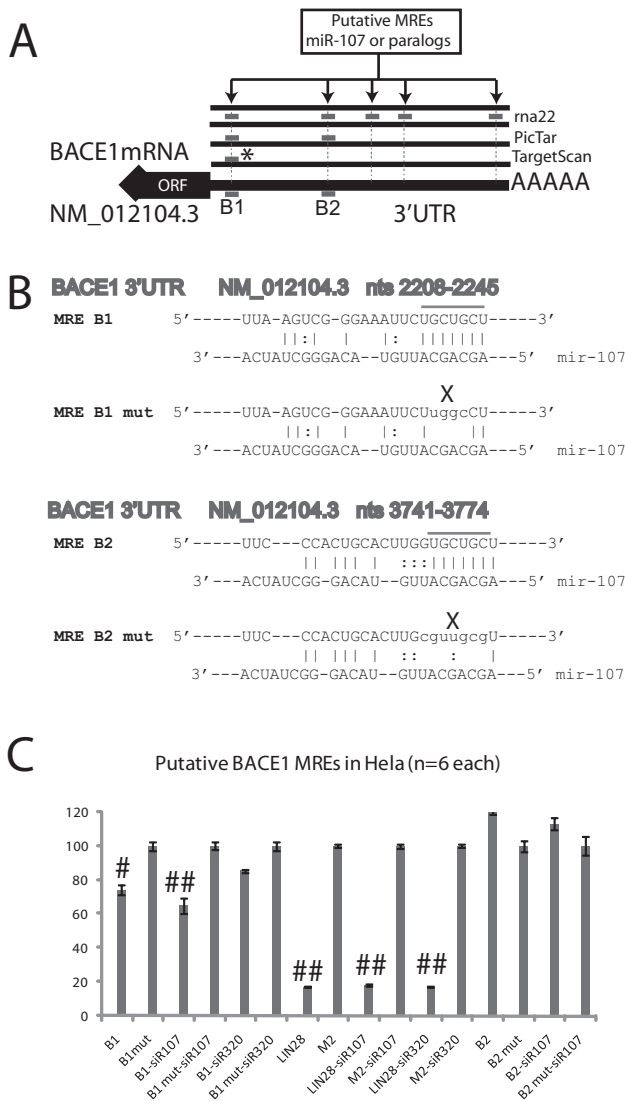 A
Putative MREs
miR-107 or paralogs
rna22
PicTar
*
TargetScan
BACE1mRNA
ORF
AAAAA
NM_012104.3
B1
B2
3'UTR
B
BACE1 3'UTR NM_012104.3 nts 2208-2245
MRE B1 5'-----UUA-AGUCG-GGAAAUUCUGCUGCU-----3'
||:| | |: |||||||
3'---ACUAUCGGGACA--UGUUACGACGA---5' mir-107
X
MRE B1 mut 5'-----UUA-AGUCG-GGAAAUUCUuggcCU-----3'
||:| | |: ||
3'---ACUAUCGGGACA--UGUUACGACGA---5' mir-107
BACE1 3'UTR NM_012104.3 nts 3741-3774
MRE B2 5'-----UUC---CCACUGCACUUGGUGCUGCU-----3'
|| ||| | :::|||||||
3'---ACUAUCGG-GACAU--GUUACGACGA---5' mir-107
X
MRE B2 mut 5'-----UUC---CCACUGCACUUGcguugcgU-----3'
|| ||| | :: : |
3'---ACUAUCGG-GACAU--GUUACGACGA---5' mir-107
C
Putative BACE1 MREs in Hela (n=6 each)
120
100
80
60
40
20
0
#
##
##
##
##
B1
B1mut
B1-siR107
B1 mut-siR107
B1-siR320
B1 mut-siR320
LIN28
M2
LIN28-siR107
M2-siR107
LIN28-siR320
M2-siR320
B2
B2 mut
B2-siR107
B2 mut-siR107